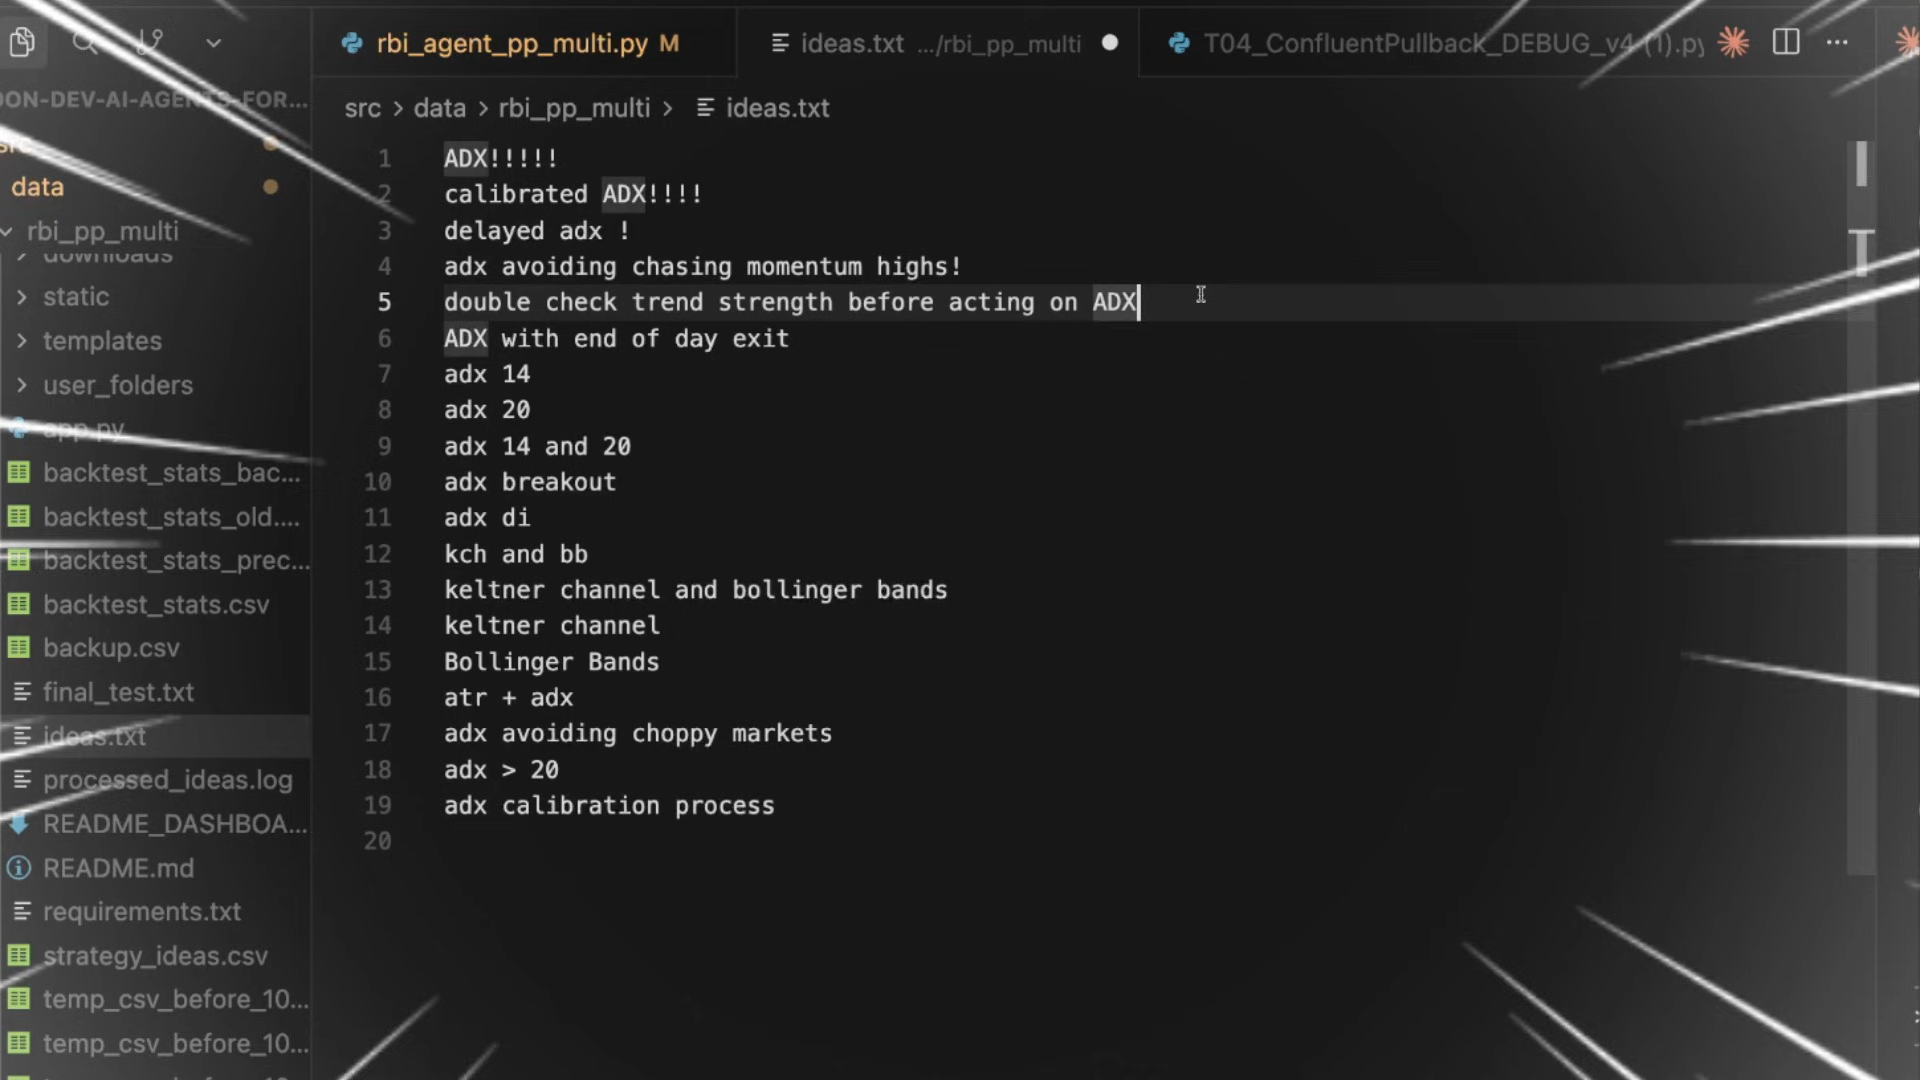 rbi_agent_pp_multi.py M
ideas.txt .../rbi_pp_multi
T04_ConfluentPullback_DEBUG_v4 (1).py
OON-DEV-AI-AGENTS-FOR...
src > data > rbi_pp_multi > ideas.txt
src
data
rbi_pp_multi
downloads
static
templates
user_folders
app.py
backtest_stats_bac...
backtest_stats_old....
backtest_stats_prec...
backtest_stats.csv
backup.csv
final_test.txt
ideas.txt
processed_ideas.log
README_DASHBOA...
README.md
requirements.txt
strategy_ideas.csv
temp_csv_before_10...
temp_csv_before_10...
1 ADX!!!!!
2 calibrated ADX!!!!
3 delayed adx !
4 adx avoiding chasing momentum highs!
5 double check trend strength before acting on ADX
6 ADX with end of day exit
7 adx 14
8 adx 20
9 adx 14 and 20
10 adx breakout
11 adx di
12 kch and bb
13 keltner channel and bollinger bands
14 keltner channel
15 Bollinger Bands
16 atr + adx
17 adx avoiding choppy markets
18 adx > 20
19 adx calibration process
20